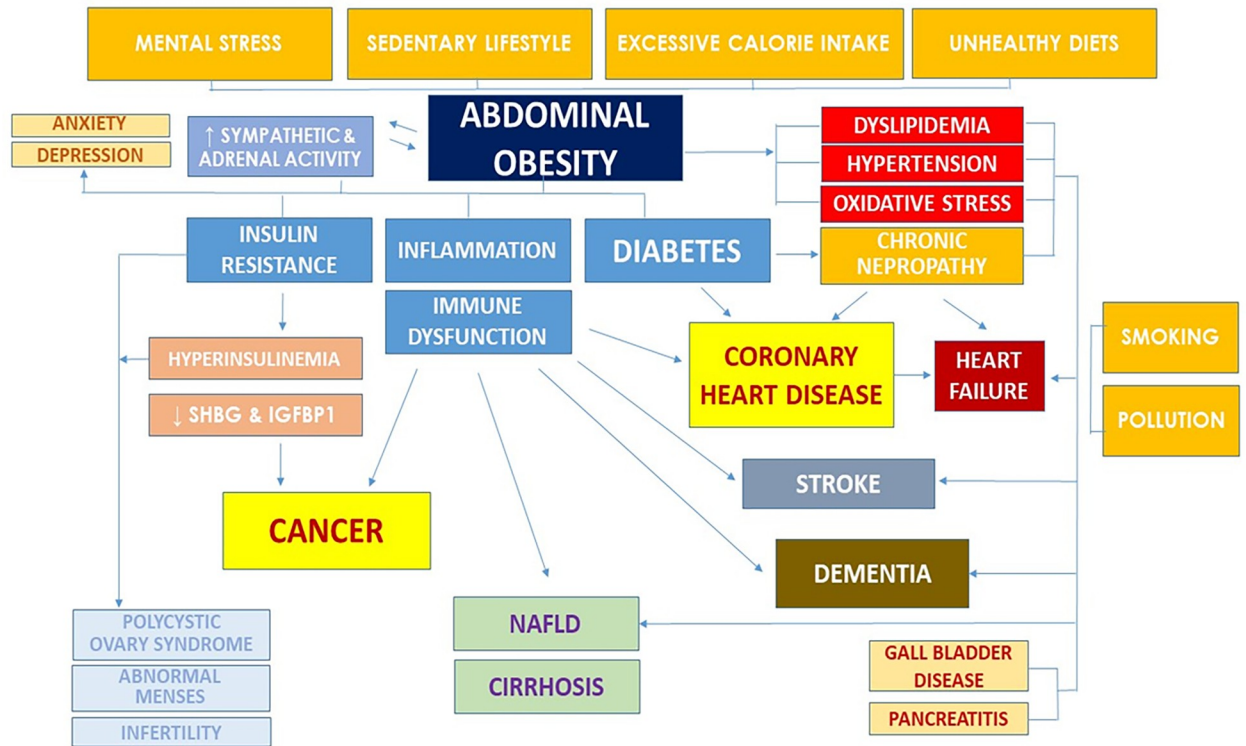 MENTAL STRESS
SEDENTARY LIFESTYLE
EXCESSIVE CALORIE INTAKE
UNHEALTHY DIETS
ANXIETY
DEPRESSION
↑ SYMPATHETIC &
ADRENAL ACTIVITY
ABDOMINAL
OBESITY
DYSLIPIDEMIA
HYPERTENSION
OXIDATIVE STRESS
INSULIN
RESISTANCE
INFLAMMATION
DIABETES
CHRONIC
NEPROPATHY
IMMUNE
DYSFUNCTION
HYPERINSULINEMIA
↓ SHBG & IGFBP1
CORONARY
HEART DISEASE
HEART
FAILURE
SMOKING
POLLUTION
CANCER
STROKE
DEMENTIA
POLYCYSTIC
OVARY SYNDROME
ABNORMAL
MENSES
INFERTILITY
NAFLD
CIRRHOSIS
GALL BLADDER
DISEASE
PANCREATITIS